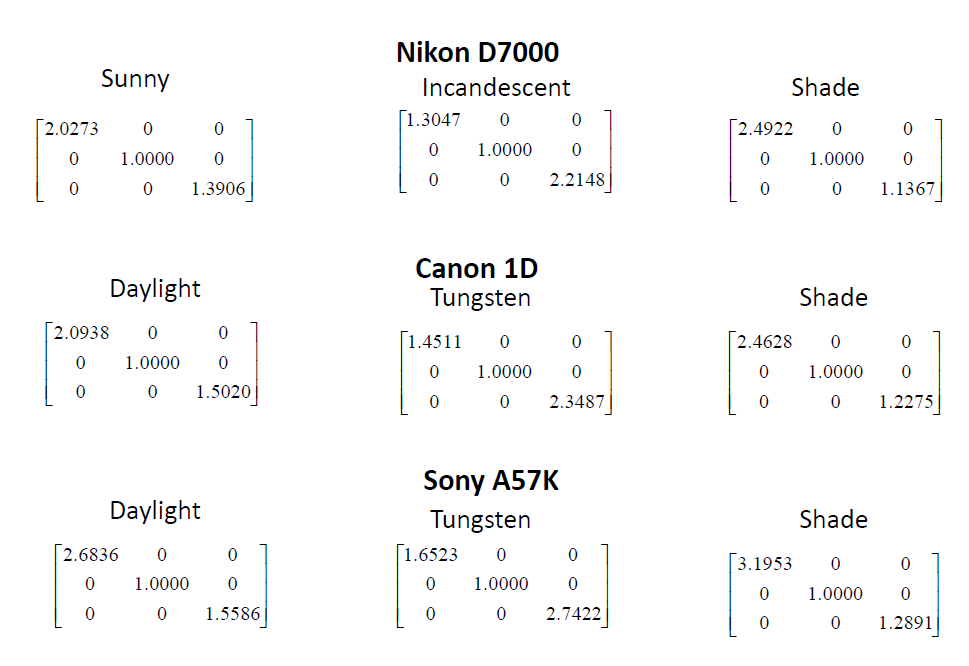 Nikon D7000
Sunny Incandescent Shade
2.0273 0 0
0 1.0000 0
0 0 1.3906
1.3047 0 0
0 1.0000 0
0 0 2.2148
2.4922 0 0
0 1.0000 0
0 0 1.1367
Canon 1D
Daylight Tungsten Shade
2.0938 0 0
0 1.0000 0
0 0 1.5020
1.4511 0 0
0 1.0000 0
0 0 2.3487
2.4628 0 0
0 1.0000 0
0 0 1.2275
Sony A57K
Daylight Tungsten Shade
2.6836 0 0
0 1.0000 0
0 0 1.5586
1.6523 0 0
0 1.0000 0
0 0 2.7422
3.1953 0 0
0 1.0000 0
0 0 1.2891